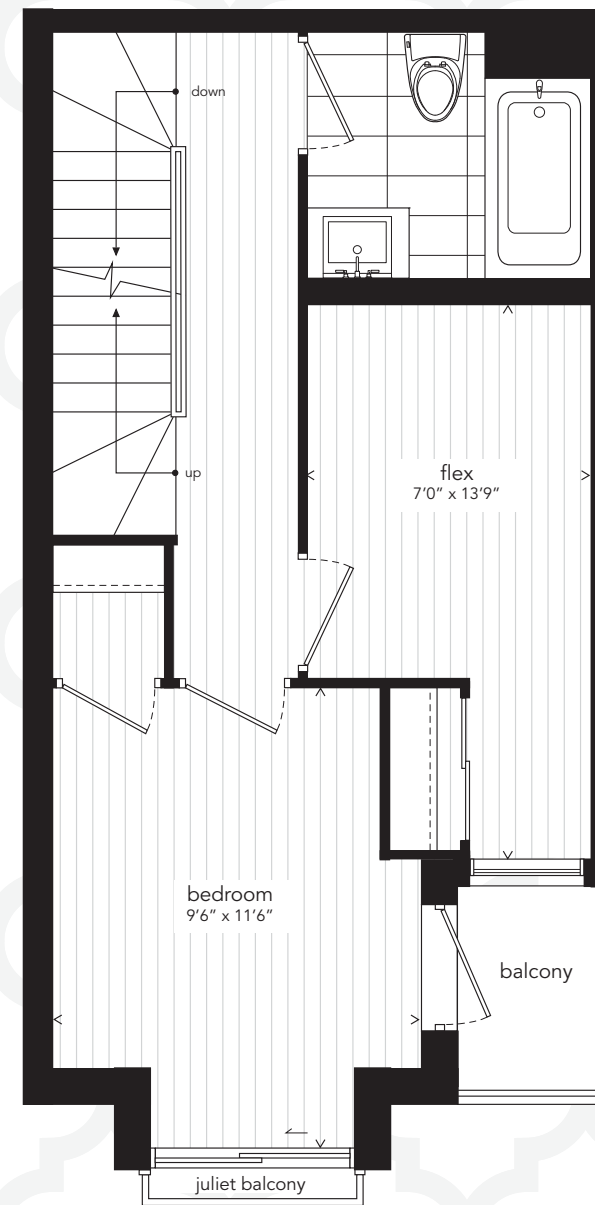 down
up
flex
7’0” x 13’9”
bedroom
9’6” x 11’6”
balcony
juliet balcony